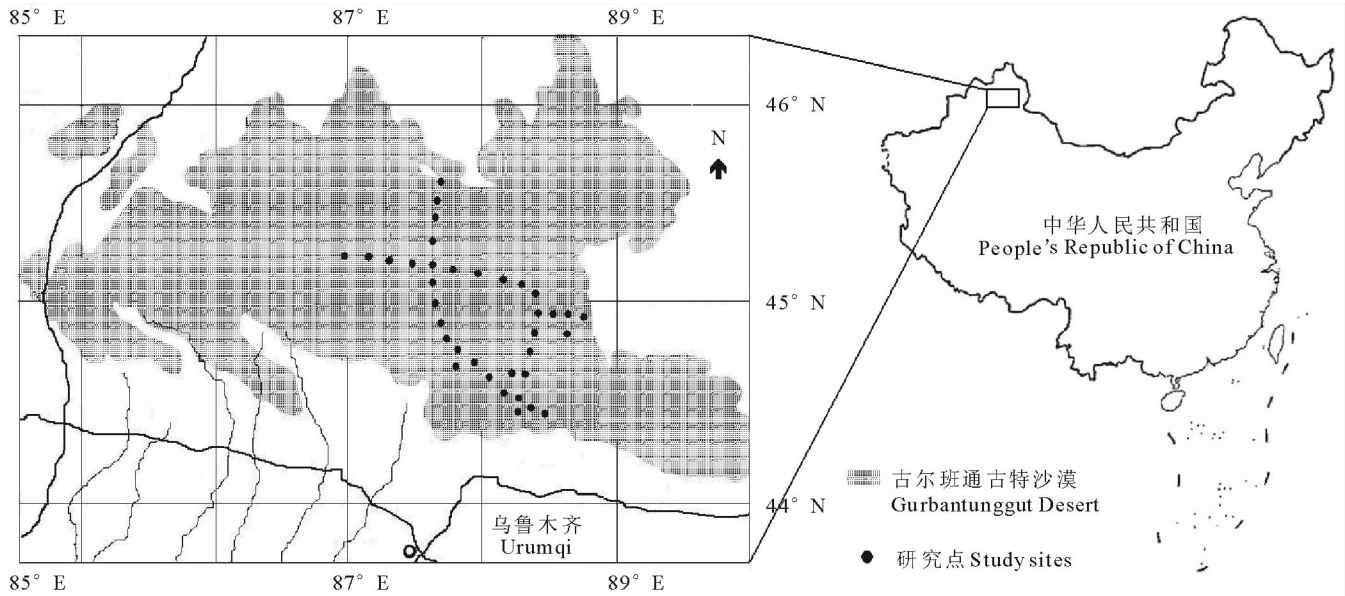 85° E 87° E 89° E
46° N
N
中华人民共和国
People's Republic of China
45° N
古尔班通古特沙漠
Gurbantunggut Desert
44° N
乌鲁木齐
Urumqi
研究点 Study sites
85° E 87° E 89° E